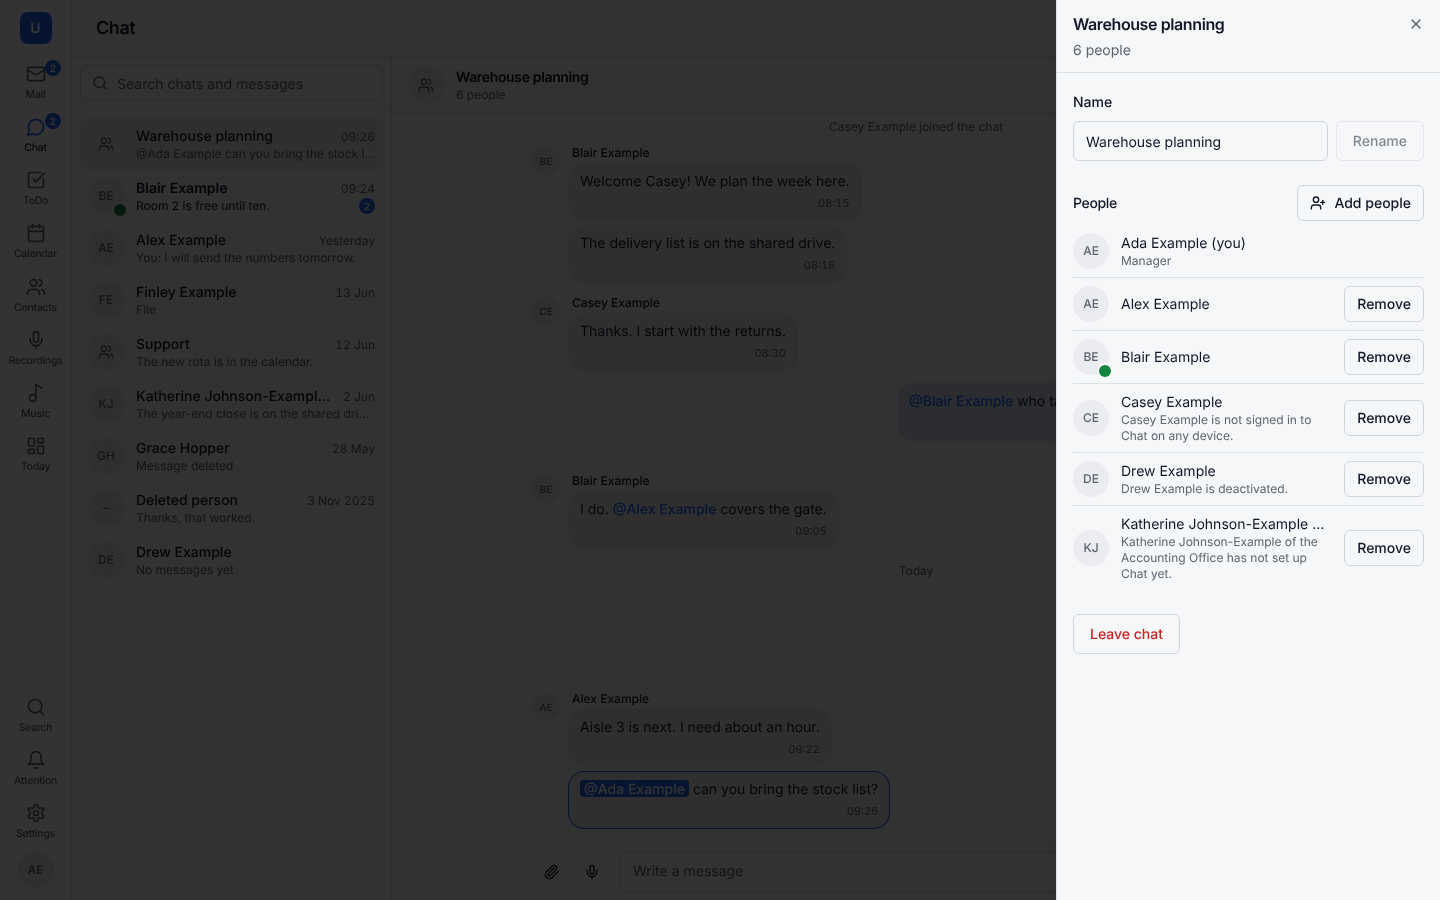 U
2
Mail
2
Chat
ToDo
Calendar
Contacts
Recordings
Music
Today
Search
Attention
Settings
AE
Chat
Search chats and messages
Warehouse planning 09:26
@Ada Example can you bring the stock l...
BE Blair Example 09:24
Room 2 is free until ten. 2
AE Alex Example Yesterday
You: I will send the numbers tomorrow.
FE Finley Example 13 Jun
File
Support 12 Jun
The new rota is in the calendar.
KJ Katherine Johnson-Exampl... 2 Jun
The year-end close is on the shared dri...
GH Grace Hopper 28 May
Message deleted
– Deleted person 3 Nov 2025
Thanks, that worked.
DE Drew Example
No messages yet
Warehouse planning
6 people
Casey Example joined the chat
Blair Example
BE
Welcome Casey! We plan the week here.
08:15
The delivery list is on the shared drive.
08:16
Casey Example
CE
Thanks. I start with the returns.
08:30
@Blair Example who ta
Blair Example
BE
I do. @Alex Example covers the gate.
09:05
Today
Alex Example
AE
Aisle 3 is next. I need about an hour.
09:22
@Ada Example can you bring the stock list?
09:26
Write a message
Warehouse planning
6 people
Name
Warehouse planning Rename
People Add people
AE Ada Example (you)
Manager
AE Alex Example Remove
BE Blair Example Remove
CE Casey Example Remove
Casey Example is not signed in to
Chat on any device.
DE Drew Example Remove
Drew Example is deactivated.
KJ Katherine Johnson-Example ... Remove
Katherine Johnson-Example of the
Accounting Office has not set up
Chat yet.
Leave chat